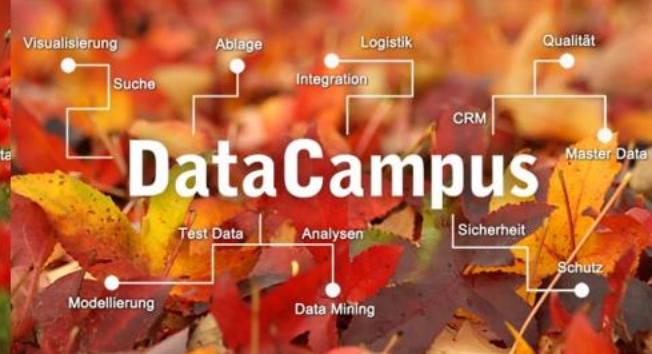 Visualisierung
Ablage
Logistik
Qualität
Suche
Integration
CRM
Master Data
DataCampus
Test Data
Analysen
Sicherheit
Schutz
Modellierung
Data Mining